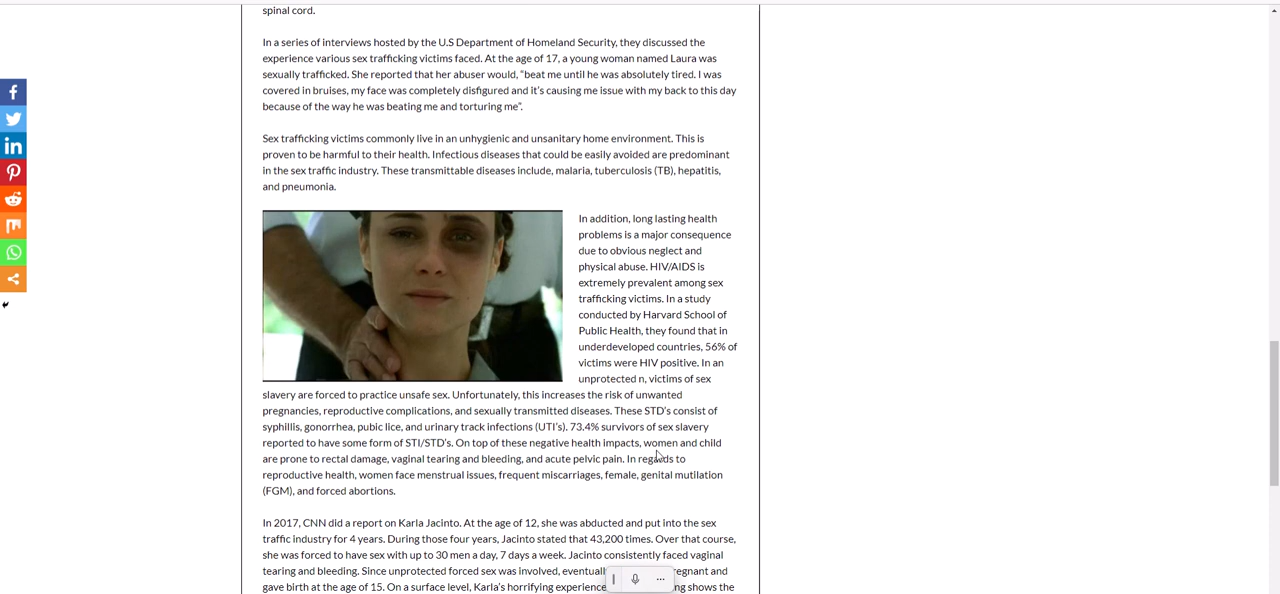 spinal cord.
In a series of interviews hosted by the U.S Department of Homeland Security, they discussed the
experience various sex trafficking victims faced. At the age of 17, a young woman named Laura was
sexually trafficked. She reported that her abuser would, “beat me until he was absolutely tired. I was
covered in bruises, my face was completely disfigured and it’s causing me issue with my back to this day
because of the way he was beating me and torturing me”.
Sex trafficking victims commonly live in an unhygienic and unsanitary home environment. This is
proven to be harmful to their health. Infectious diseases that could be easily avoided are predominant
in the sex traffic industry. These transmittable diseases include, malaria, tuberculosis (TB), hepatitis,
and pneumonia.
In addition, long lasting health
problems is a major consequence
due to obvious neglect and
physical abuse. HIV/AIDS is
extremely prevalent among sex
trafficking victims. In a study
conducted by Harvard School of
Public Health, they found that in
underdeveloped countries, 56% of
victims were HIV positive. In an
unprotected n, victims of sex
slavery are forced to practice unsafe sex. Unfortunately, this increases the risk of unwanted
pregnancies, reproductive complications, and sexually transmitted diseases. These STD’s consist of
syphillis, gonorrhea, pubic lice, and urinary track infections (UTI’s). 73.4% survivors of sex slavery
reported to have some form of STI/STD’s. On top of these negative health impacts, women and child
are prone to rectal damage, vaginal tearing and bleeding, and acute pelvic pain. In regards to
reproductive health, women face menstrual issues, frequent miscarriages, female, genital mutilation
(FGM), and forced abortions.
In 2017, CNN did a report on Karla Jacinto. At the age of 12, she was abducted and put into the sex
traffic industry for 4 years. During those four years, Jacinto stated that 43,200 times. Over that course,
she was forced to have sex with up to 30 men a day, 7 days a week. Jacinto consistently faced vaginal
tearing and bleeding. Since unprotected forced sex was involved, eventuall egnant and
gave birth at the age of 15. On a surface level, Karla’s horrifying experience ng shows the